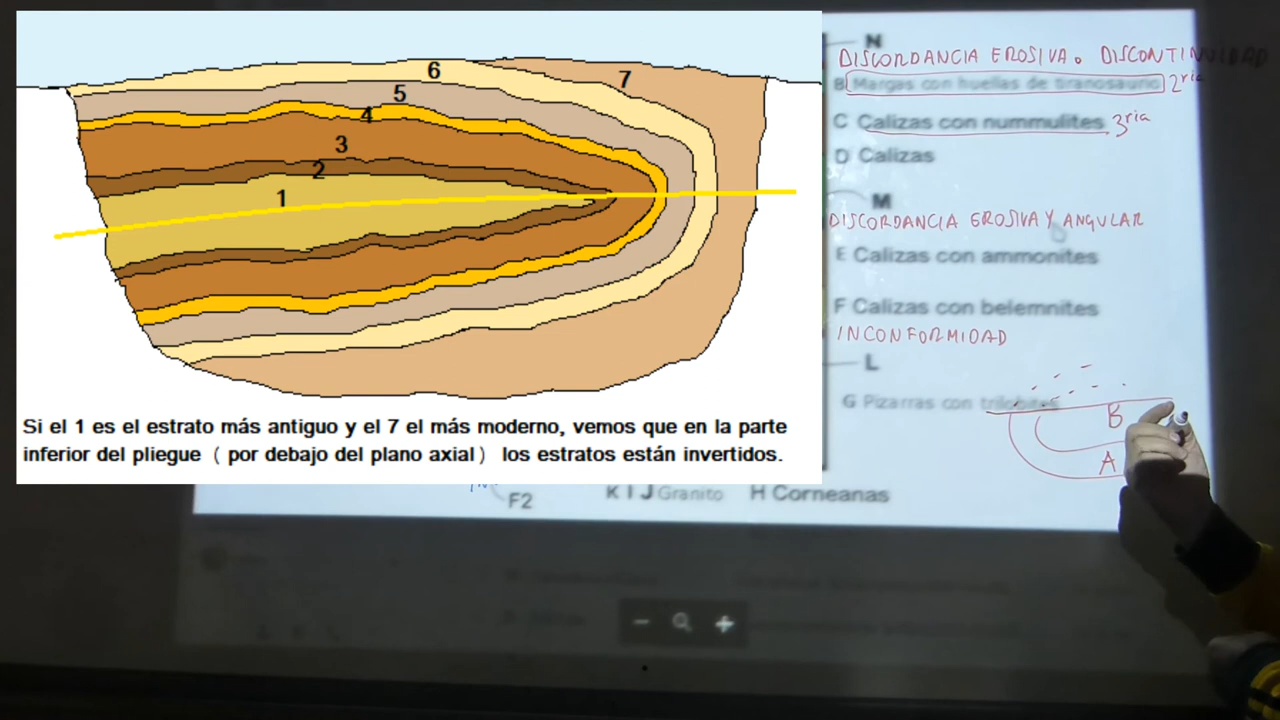 6
7
5
4
3
2
1
Si el 1 es el estrato más antiguo y el 7 el más moderno, vemos que en la parte
inferior del pliegue ( por debajo del plano axial) los estratos están invertidos.
N
DISCORDANCIA EROSIVA. DISCONTINUIDAD
B Margas con huellas de tiranosaurio 2ria
C Calizas con nummulites 3ria
D Calizas
M
DISCORDANCIA EROSIVA Y ANGULAR
E Calizas con ammonites
F Calizas con belemnites
INCONFORMIDAD
L
G Pizarras con trilobites
B
A
F2
K I J Granito H Corneanas